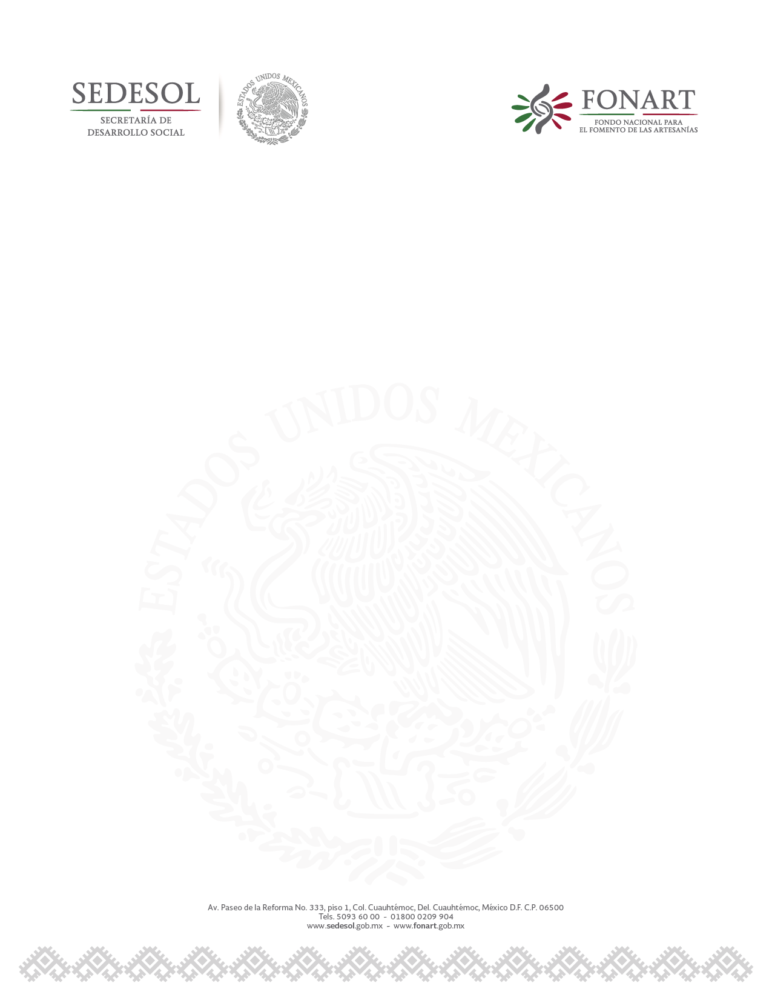 SEDESOL
SECRETARÍA DE
DESARROLLO SOCIAL
ESTADOS UNIDOS MEXICANOS
FONART
FONDO NACIONAL PARA
EL FOMENTO DE LAS ARTESANÍAS
ESTADOS UNIDOS MEXICANOS
Av. Paseo de la Reforma No. 333, piso 1, Col. Cuauhtémoc, Del. Cuauhtémoc, México D.F. C.P. 06500
Tels. 5093 60 00 - 01800 0209 904
www.sedesol.gob.mx - www.fonart.gob.mx